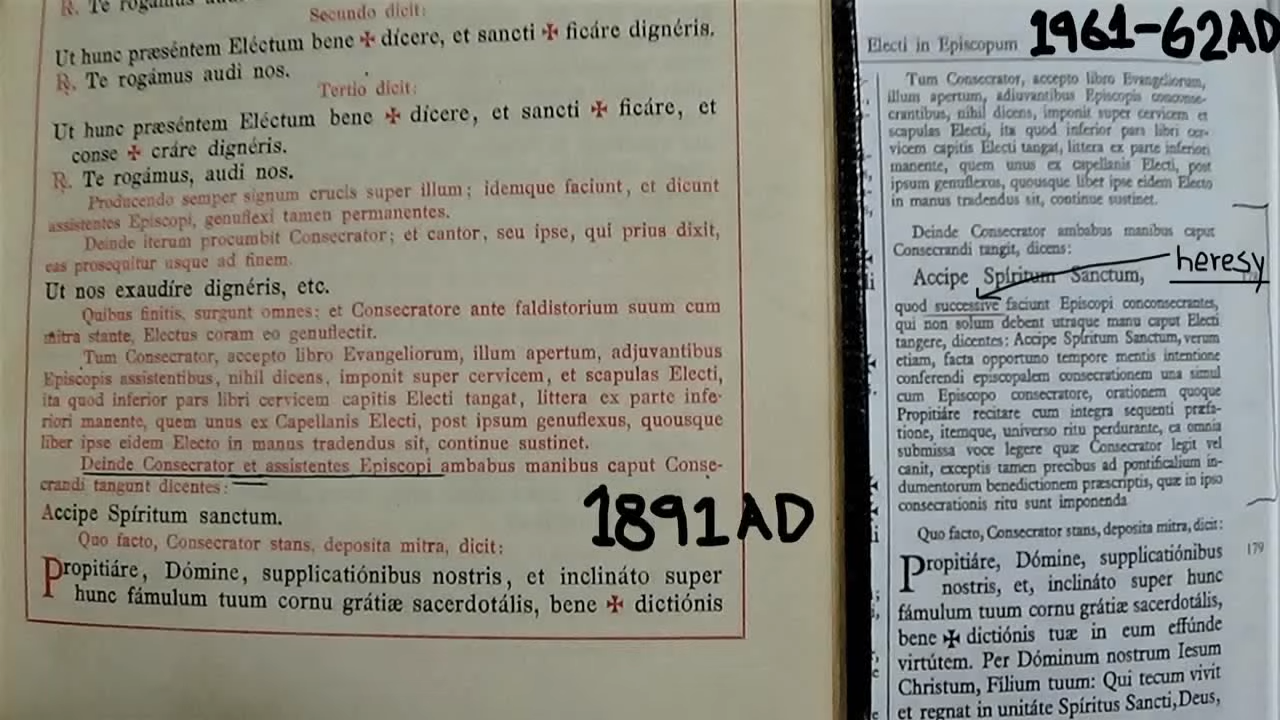 ℟. Te rogámus audi nos.
Secundo dicit:
Ut hunc præséntem Eléctum bene ✠ dícere, et sancti ✠ ficáre dignéris.
℟. Te rogámus audi nos.
Tertio dicit:
Ut hunc præséntem Eléctum bene ✠ dícere, et sancti ✠ ficáre, et
conse ✠ cráre dignéris.
℟. Te rogámus, audi nos.
Producendo semper signum crucis super illum; idemque faciunt, et dicunt
assistentes Episcopi, genuflexi tamen permanentes.
Deinde iterum procumbit Consecrator; et cantor, seu ipse, qui prius dixit,
eas prosequitur usque ad finem.
Ut nos exaudíre dignéris, etc.
Quibus finitis, surgunt omnes; et Consecratore ante faldistorium suum cum
mitra stante, Electus coram eo genuflectit.
Tum Consecrator, accepto libro Evangeliorum, illum apertum, adjuvantibus
Episcopis assistentibus, nihil dicens, imponit super cervicem, et scapulas Electi,
ita quod inferior pars libri cervicem capitis Electi tangat, littera ex parte infe-
riori manente, quem unus ex Capellanis Electi, post ipsum genuflexus, quousque
liber ipse eidem Electo in manus tradendus sit, continue sustinet.
Deinde Consecrator et assistentes Episcopi ambabus manibus caput Conse-
crandi tangunt dicentes:
Accipe Spíritum sanctum.
1891 AD
Quo facto, Consecrator stans, deposita mitra, dicit:
Propitiáre, Dómine, supplicatiónibus nostris, et inclináto super
hunc fámulum tuum cornu grátiæ sacerdotális, bene ✠ dictiónis
Electi in Episcopum
1961-62AD
Tum Consecrator, accepto libro Evangeliorum,
illum apertum, adiuvantibus Episcopis conconse-
crantibus, nihil dicens, imponit super cervicem et
scapulas Electi, ita quod inferior pars libri cer-
vicem capitis Electi tangat, littera ex parte inferiori
manente, quem unus ex capellanis Electi, post
ipsum genuflexus, quousque liber ipse eidem Electo
in manus tradendus sit, continue sustinet.
Deinde Consecrator ambabus manibus caput
Consecrandi tangit, dicens:
heresy
Accipe Spíritum Sanctum,
quod successive faciunt Episcopi conconsecrantes,
qui non solum debent utraque manu caput Electi
tangere, dicentes: Accipe Spíritum Sanctum, verum
etiam, facta opportuno tempore mentis intentione
conferendi episcopalem consecrationem una simul
cum Episcopo consecratore, orationem quoque
Propitiáre recitare cum integra sequenti præfa-
tione, itemque, universo ritu perdurante, ea omnia
submissa voce legere quæ Consecrator legit vel
canit, exceptis tamen precibus ad pontificalium in-
dumentorum benedictionem præscriptis, quæ in ipso
consecrationis ritu sunt imponenda
Quo facto, Consecrator stans, deposita mitra, dicit:
179
Propitiáre, Dómine, supplicatiónibus
nostris, et, inclináto super hunc
fámulum tuum cornu grátiæ sacerdotális,
bene ✠ dictiónis tuæ in eum effúnde
virtútem. Per Dóminum nostrum Iesum
Christum, Fílium tuum: Qui tecum vivit
et regnat in unitáte Spíritus Sancti, Deus,